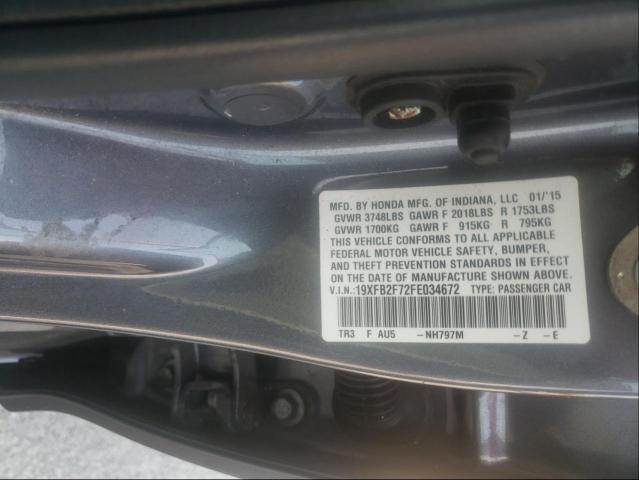 MFD. BY HONDA MFG. OF INDIANA, LLC 01/'15
GVWR 3748LBS GAWR F 2018LBS R 1753LBS
GVWR 1700KG GAWR F 915KG R 795KG
THIS VEHICLE CONFORMS TO ALL APPLICABLE
FEDERAL MOTOR VEHICLE SAFETY, BUMPER,
AND THEFT PREVENTION STANDARDS IN EFFECT
ON THE DATE OF MANUFACTURE SHOWN ABOVE.
V.I.N.: 19XFB2F72FE034672 TYPE: PASSENGER CAR
TR3 F AU5 -NH797M -Z -E